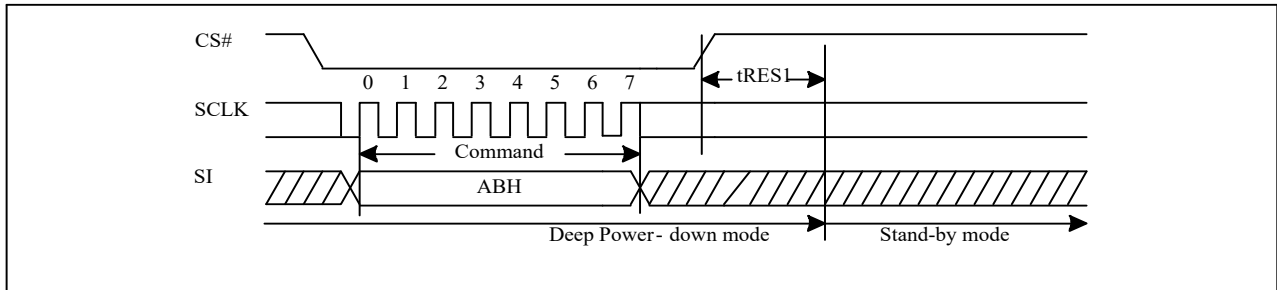 CS#
tRES1
0 1 2 3 4 5 6 7
SCLK
Command
SI
ABH
Deep Power- down mode Stand-by mode